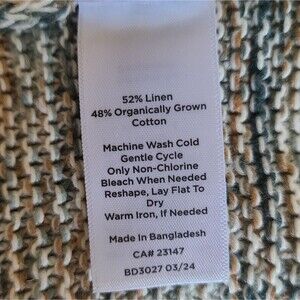 52% Linen
48% Organically Grown
Cotton
Machine Wash Cold
Gentle Cycle
Only Non-Chlorine
Bleach When Needed
Reshape, Lay Flat To
Dry
Warm Iron, If Needed
Made In Bangladesh
CA# 23147
BD3027 03/24